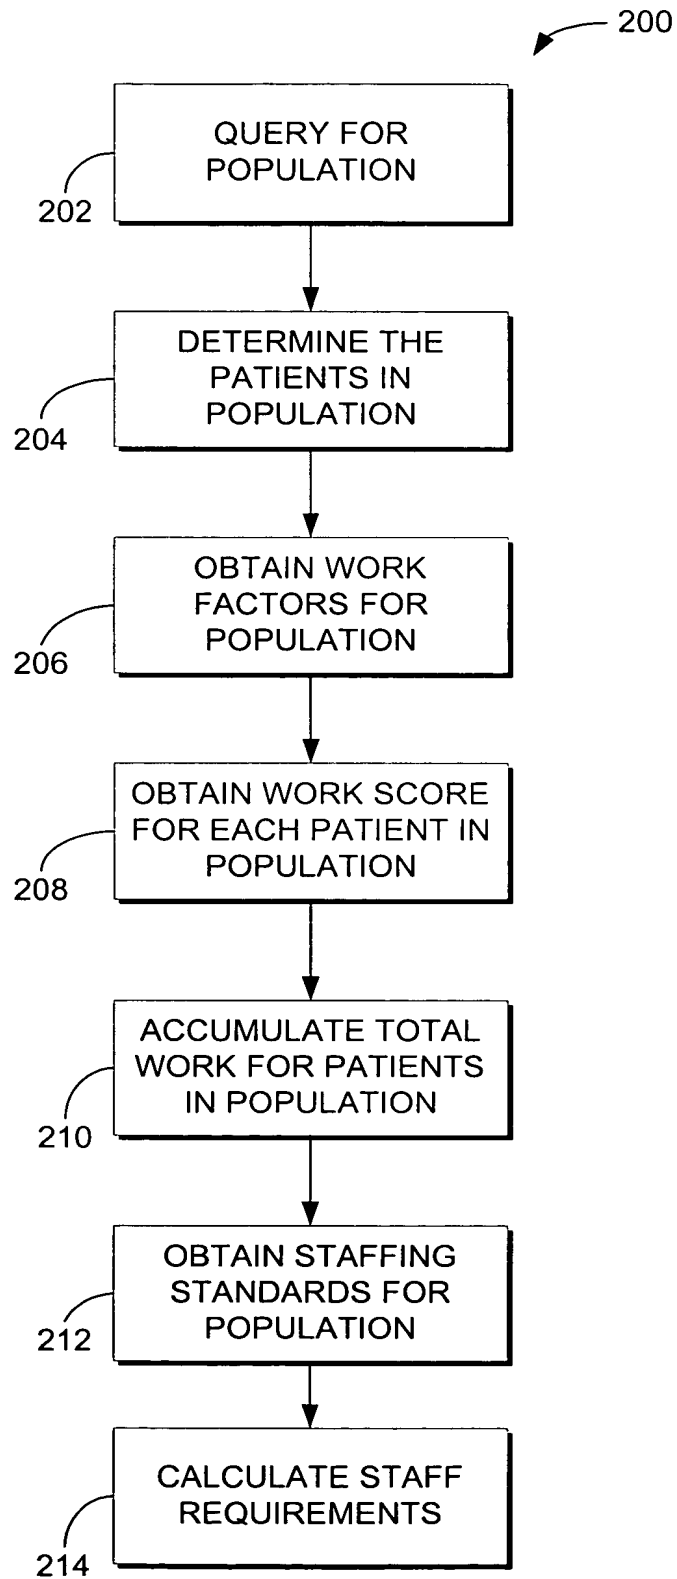 200
QUERY FOR
POPULATION
202
DETERMINE THE
PATIENTS IN
POPULATION
204
OBTAIN WORK
FACTORS FOR
POPULATION
206
OBTAIN WORK SCORE
FOR EACH PATIENT IN
POPULATION
208
ACCUMULATE TOTAL
WORK FOR PATIENTS
IN POPULATION
210
OBTAIN STAFFING
STANDARDS FOR
POPULATION
212
CALCULATE STAFF
REQUIREMENTS
214